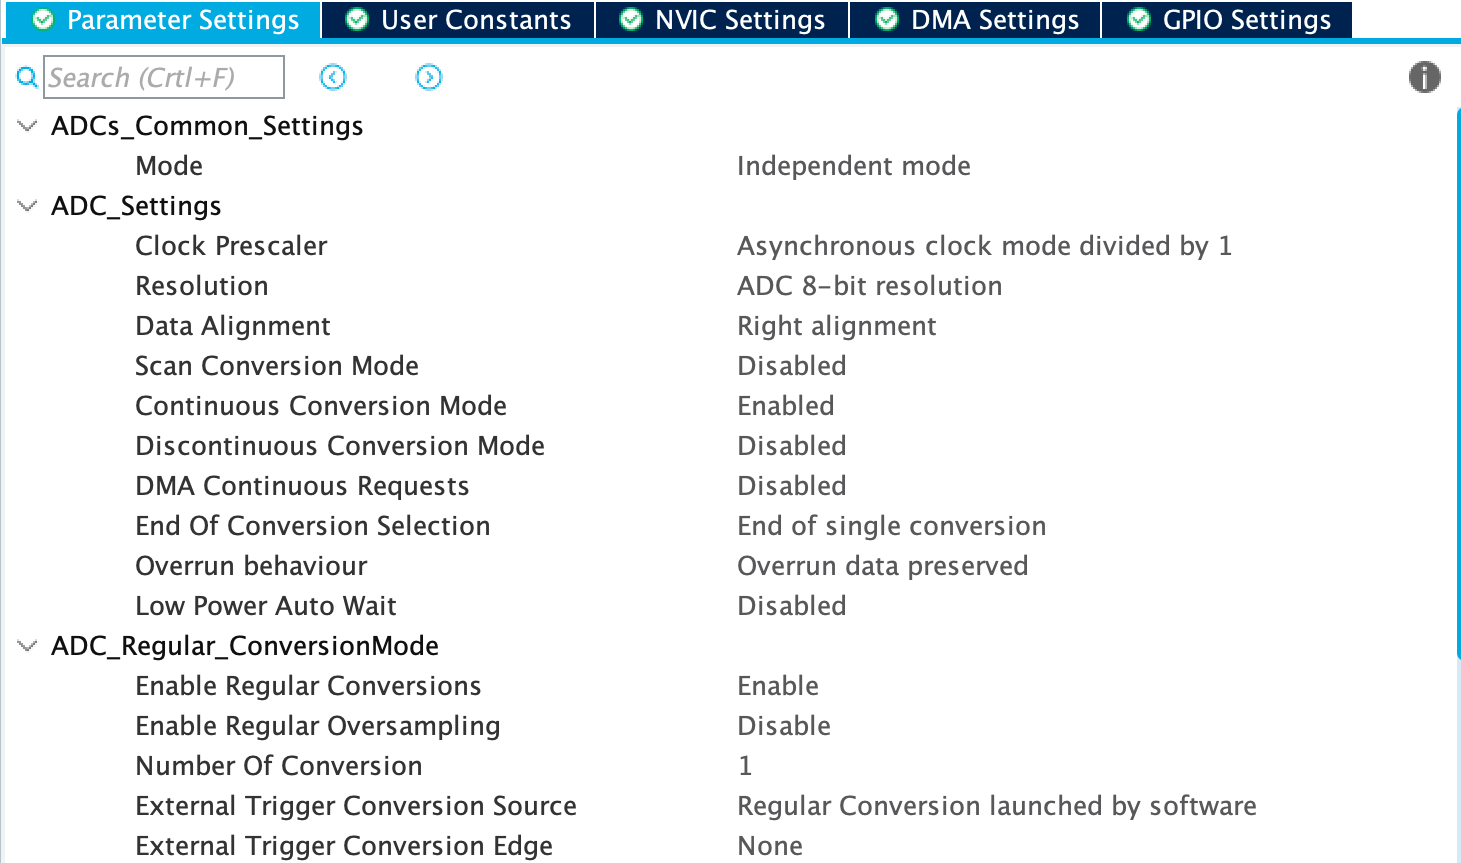 Parameter Settings User Constants NVIC Settings DMA Settings GPIO Settings
Search (Crtl+F)
ADCs_Common_Settings
Mode Independent mode
ADC_Settings
Clock Prescaler Asynchronous clock mode divided by 1
Resolution ADC 8-bit resolution
Data Alignment Right alignment
Scan Conversion Mode Disabled
Continuous Conversion Mode Enabled
Discontinuous Conversion Mode Disabled
DMA Continuous Requests Disabled
End Of Conversion Selection End of single conversion
Overrun behaviour Overrun data preserved
Low Power Auto Wait Disabled
ADC_Regular_ConversionMode
Enable Regular Conversions Enable
Enable Regular Oversampling Disable
Number Of Conversion 1
External Trigger Conversion Source Regular Conversion launched by software
External Trigger Conversion Edge None